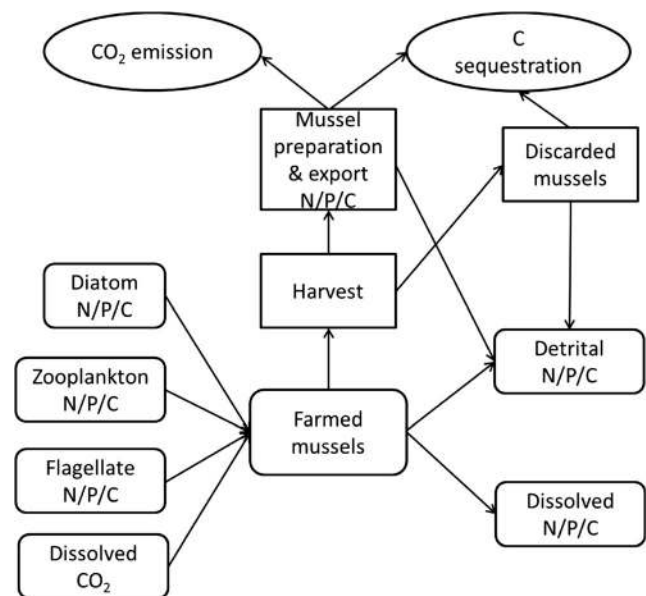 CO₂ emission
C
sequestration
Mussel
preparation
& export
N/P/C
Discarded
mussels
Harvest
Diatom
N/P/C
Zooplankton
N/P/C
Flagellate
N/P/C
Dissolved
CO₂
Farmed
mussels
Detrital
N/P/C
Dissolved
N/P/C